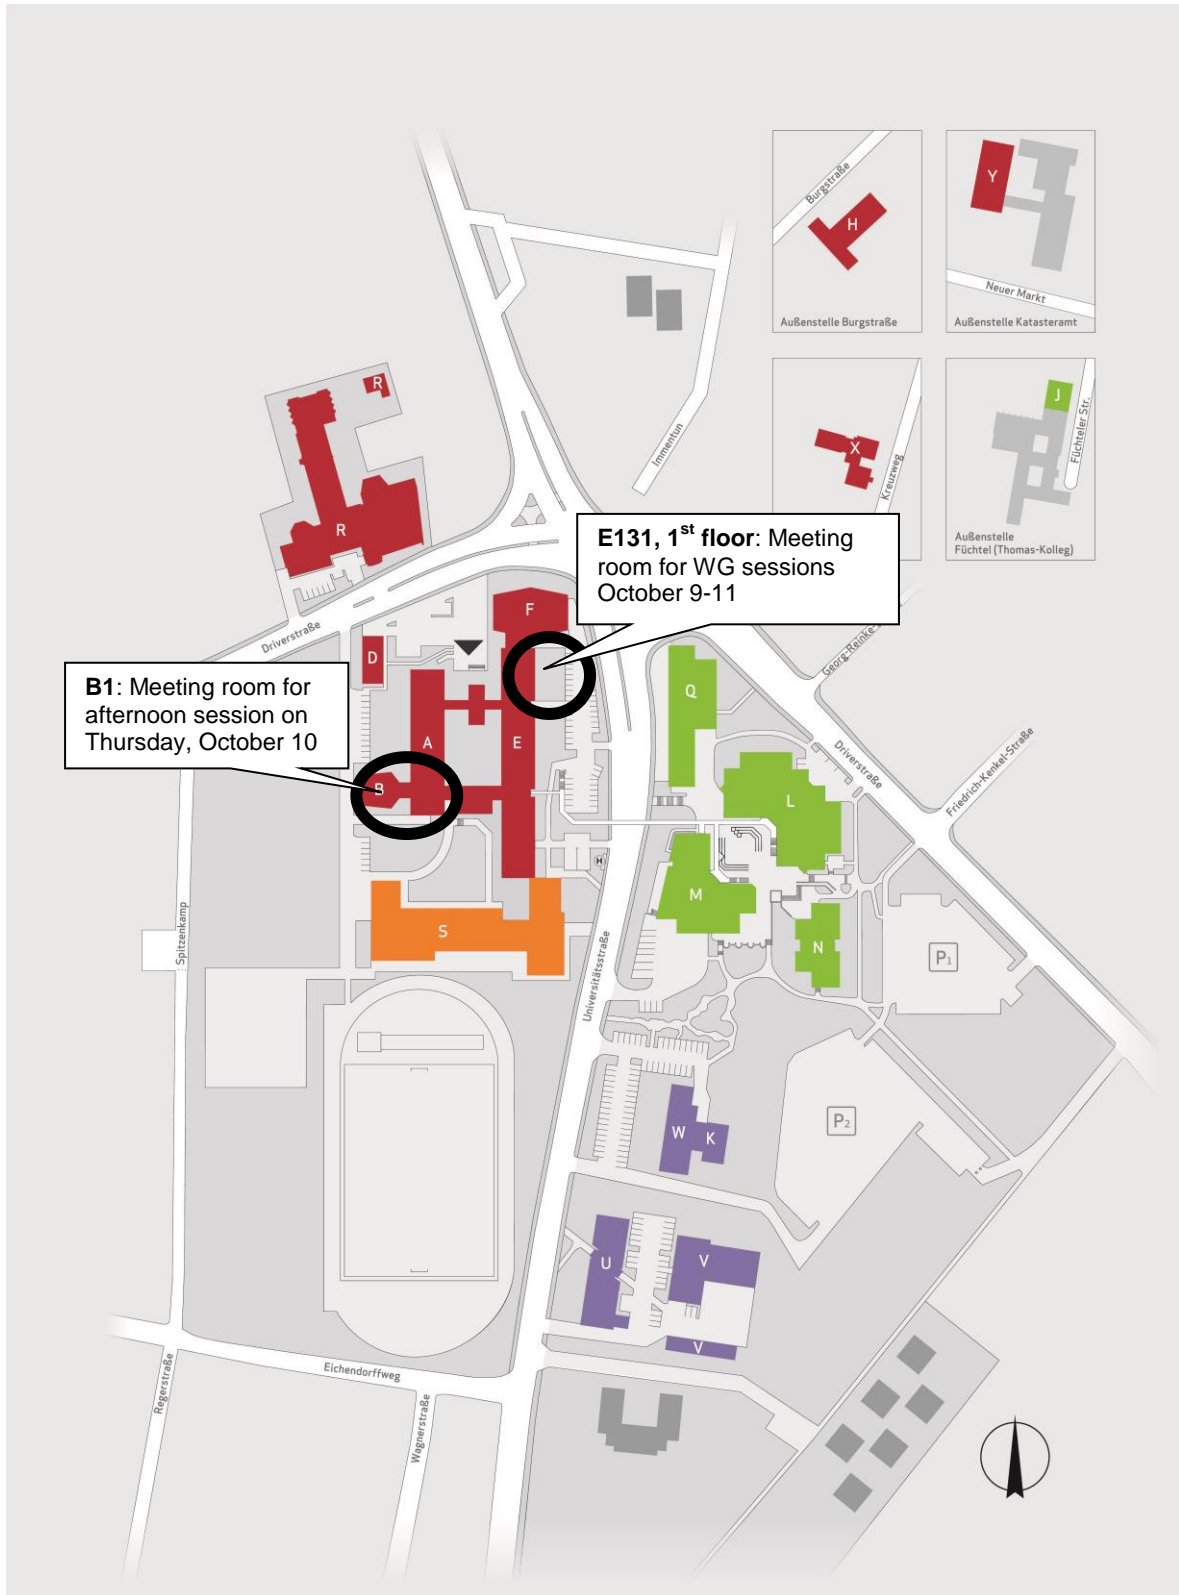 Burgstraße
H
Außenstelle Burgstraße
Y
Neuer Markt
Außenstelle Katasteramt
X
Kreuzweg
J
Füchteler Str.
Außenstelle
Füchtel (Thomas-Kolleg)
Immentun
R
R
E131, 1st floor: Meeting
room for WG sessions
October 9-11
Driverstraße
F
D
Georg-Reinke-
B1: Meeting room for
afternoon session on
Thursday, October 10
A
E
B
Q
L
Driverstraße
Friedrich-Kenkel-Straße
H
M
N
S
Spitzenkamp
Universitätsstraße
P1
P2
W
K
U
V
V
Eichendorffweg
Regerstraße
Wagnerstraße